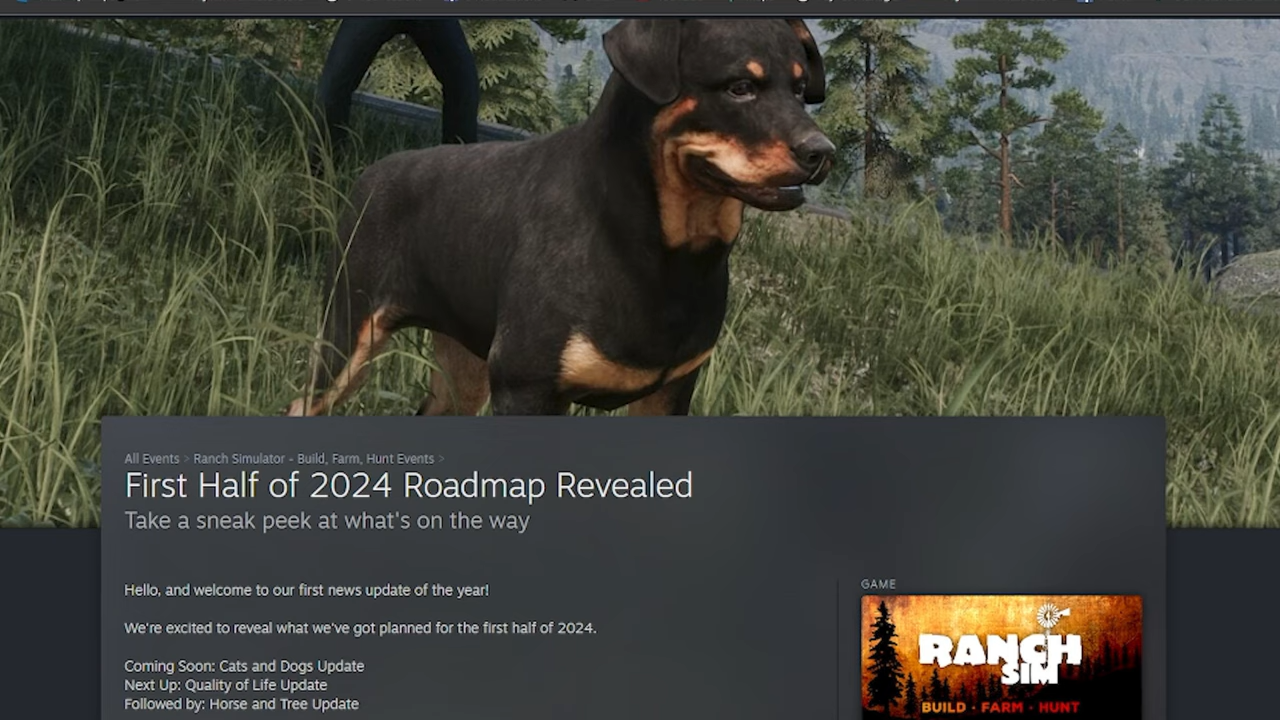 All Events > Ranch Simulator - Build, Farm, Hunt Events >
First Half of 2024 Roadmap Revealed
Take a sneak peek at what's on the way
Hello, and welcome to our first news update of the year!
We're excited to reveal what we've got planned for the first half of 2024.
Coming Soon: Cats and Dogs Update
Next Up: Quality of Life Update
Followed by: Horse and Tree Update
GAME
RANCH
SIM
BUILD · FARM · HUNT